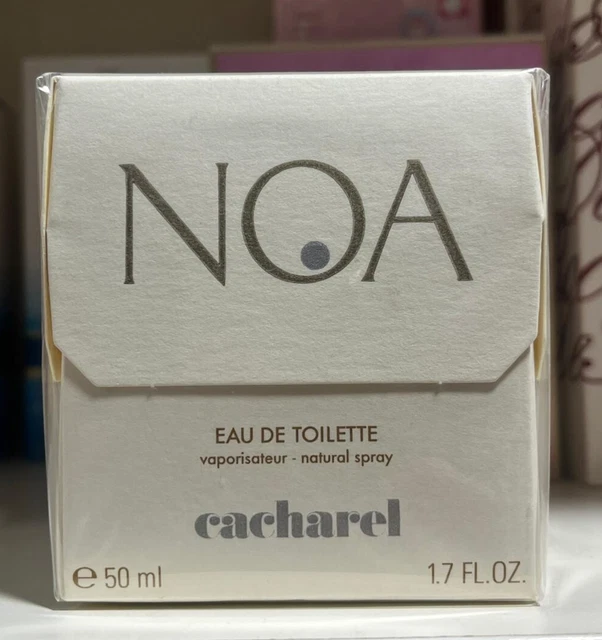 NOA
EAU DE TOILETTE
vaporisateur - natural spray
cacharel
℮ 50 ml 1.7 FL.OZ.